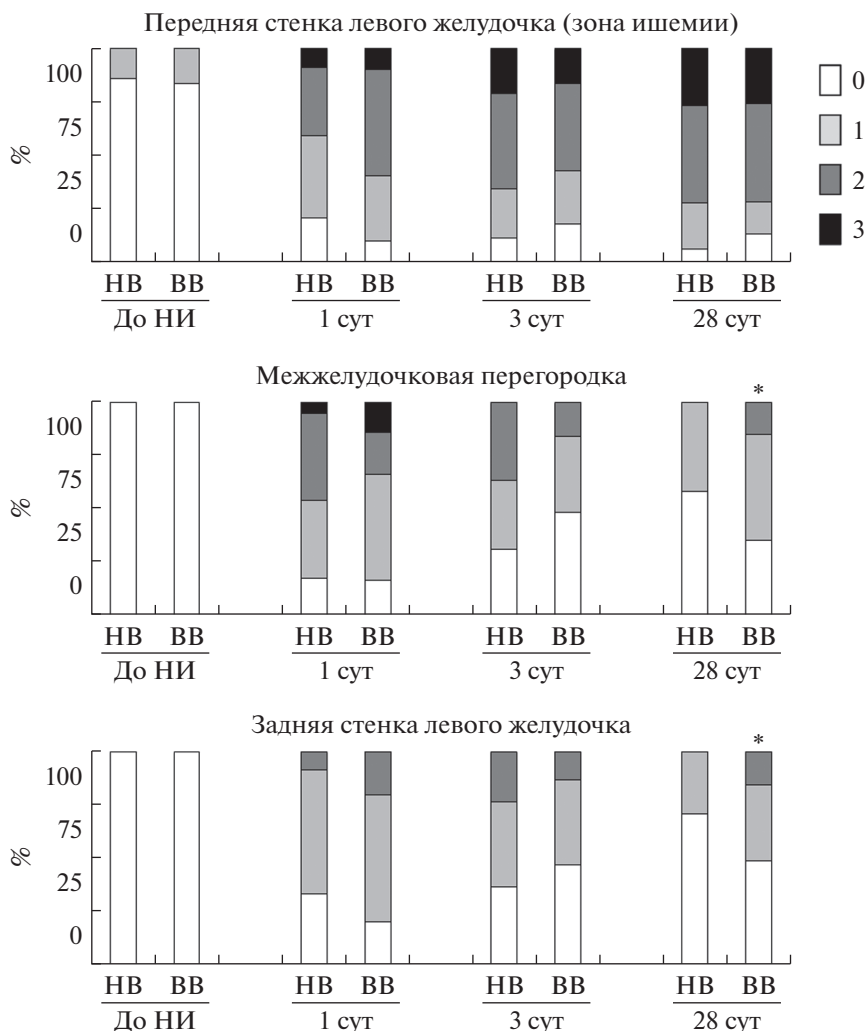 Передняя стенка левого желудочка (зона ишемии)
100
75
25
0
%
0
1
2
3
НВ ВВ НВ ВВ НВ ВВ НВ ВВ
До НИ 1 сут 3 сут 28 сут
Межжелудочковая перегородка
*
100
75
25
0
%
НВ ВВ НВ ВВ НВ ВВ НВ ВВ
До НИ 1 сут 3 сут 28 сут
Задняя стенка левого желудочка
*
100
75
25
0
%
НВ ВВ НВ ВВ НВ ВВ НВ ВВ
До НИ 1 сут 3 сут 28 сут